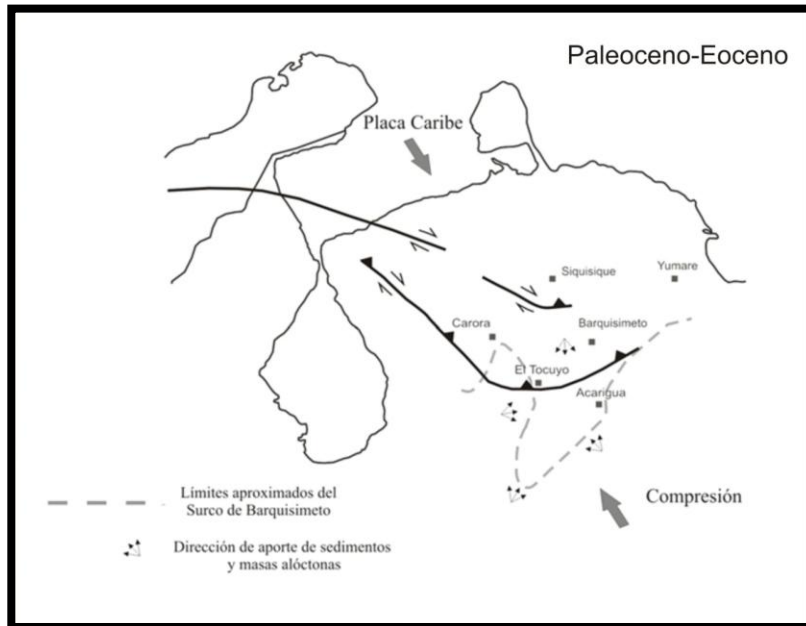 Paleoceno-Eoceno
Placa Caribe
Siquisique
Yumare
Carora
Barquisimeto
El Tocuyo
Acarigua
Compresión
Límites aproximados del
Surco de Barquisimeto
Dirección de aporte de sedimentos
y masas alóctonas